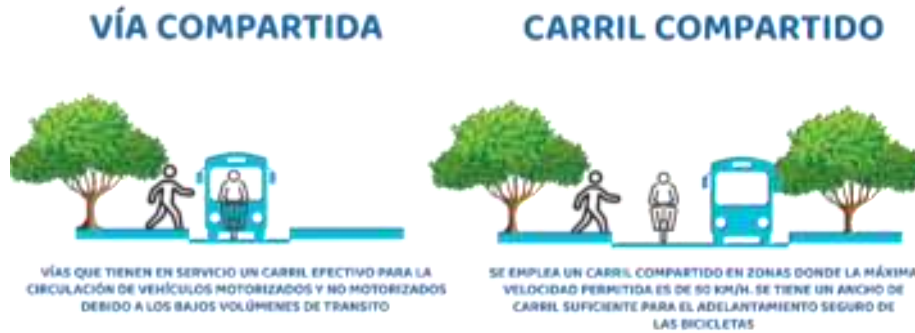 VÍA COMPARTIDA
VÍAS QUE TIENEN EN SERVICIO UN CARRIL EFECTIVO PARA LA
CIRCULACIÓN DE VEHÍCULOS MOTORIZADOS Y NO MOTORIZADOS
DEBIDO A LOS BAJOS VOLÚMENES DE TRANSITO
CARRIL COMPARTIDO
SE EMPLEA UN CARRIL COMPARTIDO EN ZONAS DONDE LA MÁXIMA
VELOCIDAD PERMITIDA ES DE 50 KM/H. SE TIENE UN ANCHO DE
CARRIL SUFICIENTE PARA EL ADELANTAMIENTO SEGURO DE
LAS BICICLETAS